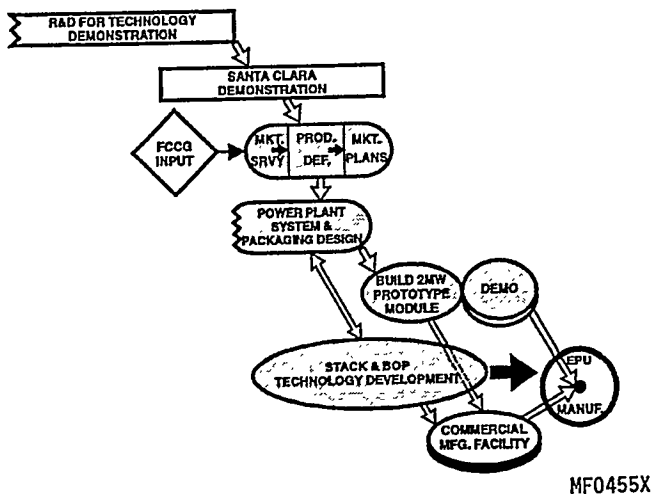 R&D FOR TECHNOLOGY
DEMONSTRATION
SANTA CLARA
DEMONSTRATION
FCCG
INPUT
MKT.
SRVY
PROD.
DEF.
MKT.
PLANS
POWER PLANT
SYSTEM &
PACKAGING DESIGN
BUILD 2MW
PROTOTYPE
MODULE
DEMO
STACK & BOP
TECHNOLOGY DEVELOPMENT
EPU
MANUF.
COMMERCIAL
MFG. FACILITY
MF0455X